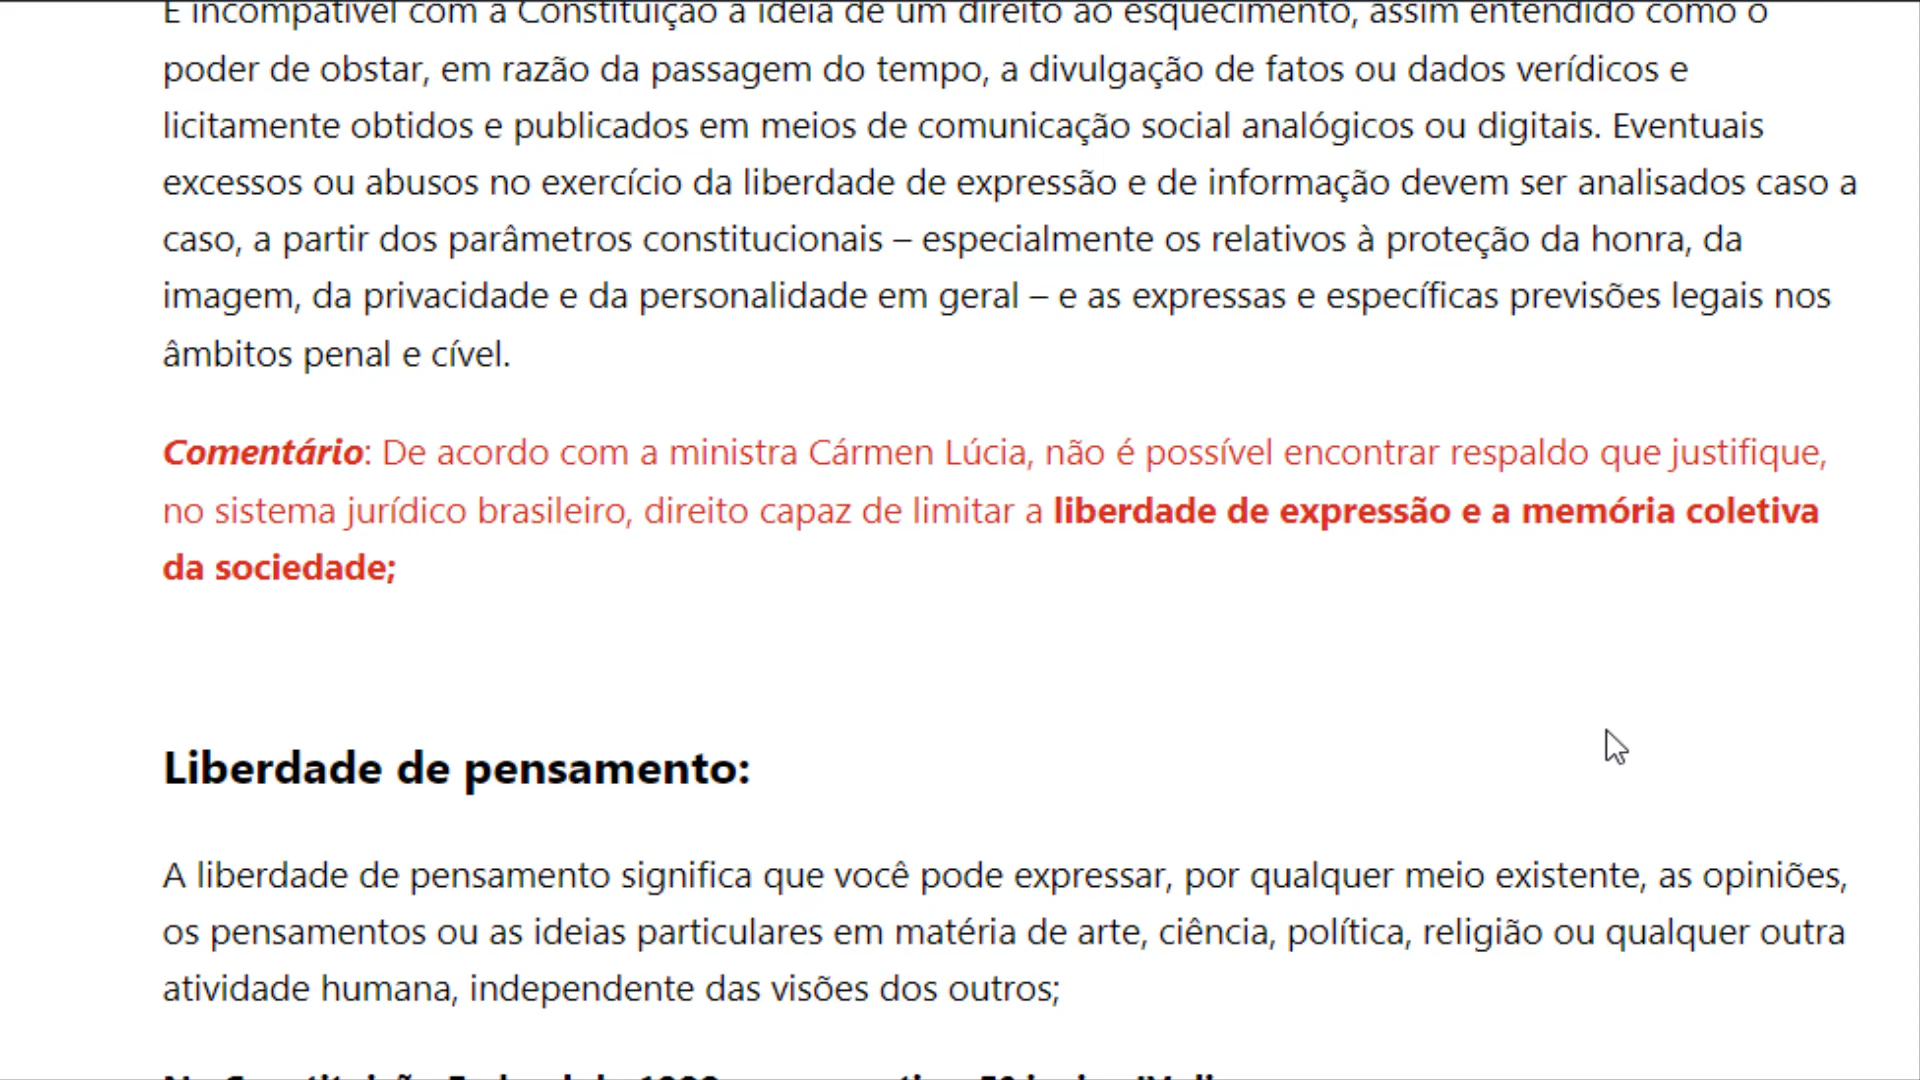 É incompatível com a Constituição a ideia de um direito ao esquecimento, assim entendido como o
poder de obstar, em razão da passagem do tempo, a divulgação de fatos ou dados verídicos e
licitamente obtidos e publicados em meios de comunicação social analógicos ou digitais. Eventuais
excessos ou abusos no exercício da liberdade de expressão e de informação devem ser analisados caso a
caso, a partir dos parâmetros constitucionais – especialmente os relativos à proteção da honra, da
imagem, da privacidade e da personalidade em geral – e as expressas e específicas previsões legais nos
âmbitos penal e cível.
Comentário: De acordo com a ministra Cármen Lúcia, não é possível encontrar respaldo que justifique,
no sistema jurídico brasileiro, direito capaz de limitar a liberdade de expressão e a memória coletiva
da sociedade;
Liberdade de pensamento:
A liberdade de pensamento significa que você pode expressar, por qualquer meio existente, as opiniões,
os pensamentos ou as ideias particulares em matéria de arte, ciência, política, religião ou qualquer outra
atividade humana, independente das visões dos outros;